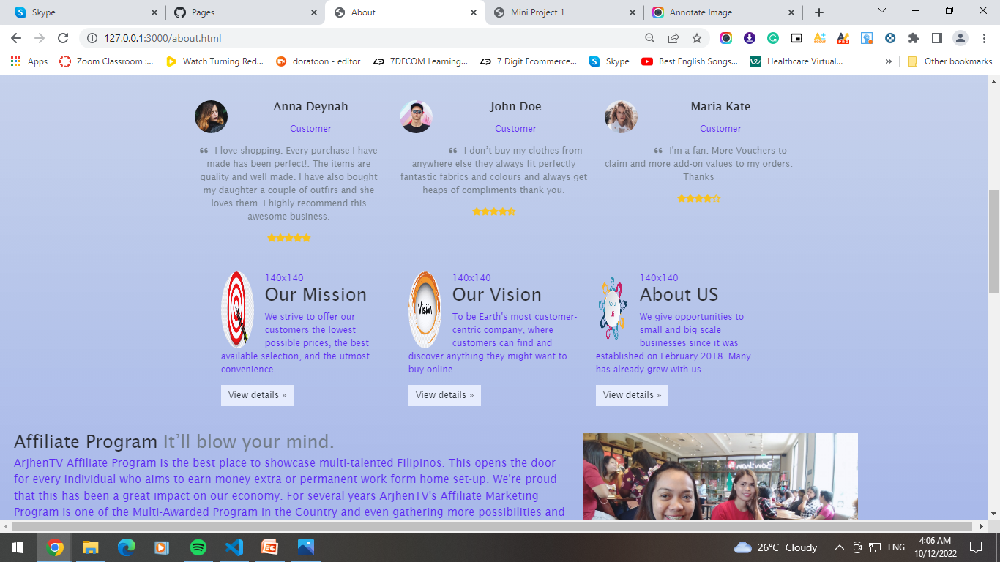 Skype
Pages
About
Mini Project 1
Annotate Image
127.0.0.1:3000/about.html
Apps
Zoom Classroom :...
Watch Turning Red...
doratoon - editor
7DECOM Learning...
7 Digit Ecommerce...
Skype
Best English Songs...
Healthcare Virtual...
»
Other bookmarks
Anna Deynah
Customer
❝ I love shopping. Every purchase I have
made has been perfect!. The items are
quality and well made. I have also bought
my daughter a couple of outfirs and she
loves them. I highly recommend this
awesome business.
John Doe
Customer
❝ I don't buy my clothes from
anywhere else they always fit perfectly
fantastic fabrics and colours and always get
heaps of compliments thank you.
Maria Kate
Customer
❝ I'm a fan. More Vouchers to
claim and more add-on values to my orders.
Thanks
140x140
Our Mission
We strive to offer our
customers the lowest
possible prices, the best
available selection, and the utmost
convenience.
View details »
Vision
140x140
Our Vision
To be Earth's most customer-
centric company, where
customers can find and
discover anything they might want to
buy online.
View details »
About
US
140x140
About US
We give opportunities to
small and big scale
businesses since it was
established on February 2018. Many
has already grew with us.
View details »
Affiliate Program It'll blow your mind.
ArjhenTV Affiliate Program is the best place to showcase multi-talented Filipinos. This opens the door
for every individual who aims to earn money extra or permanent work form home set-up. We're proud
that this has been a great impact on our economy. For several years ArjhenTV's Affiliate Marketing
Program is one of the Multi-Awarded Program in the Country and even gathering more possibilities and
26°C Cloudy
ENG
4:06 AM
10/12/2022